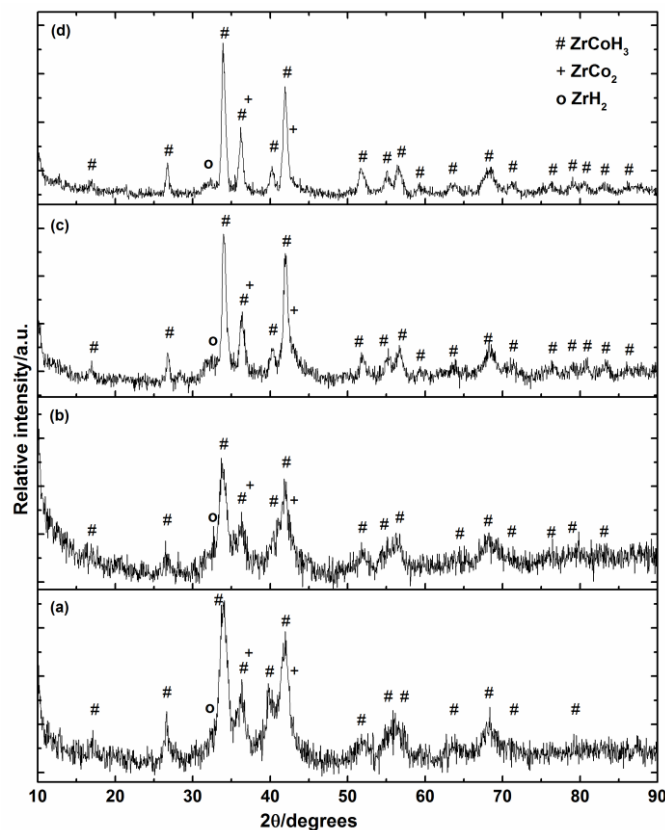 (d)
# ZrCoH₃
+ ZrCo₂
o ZrH₂
# # o # # + # # + # # # # # # # # # # # #
(c)
# # o # # + # # + # # # # # # # # # # # #
(b)
# # o # # + # # + # # # # # # # # #
(a)
# # o # # + # # + # # # # # # #
Relative intensity/a.u.
10 20 30 40 50 60 70 80 90
2θ/degrees